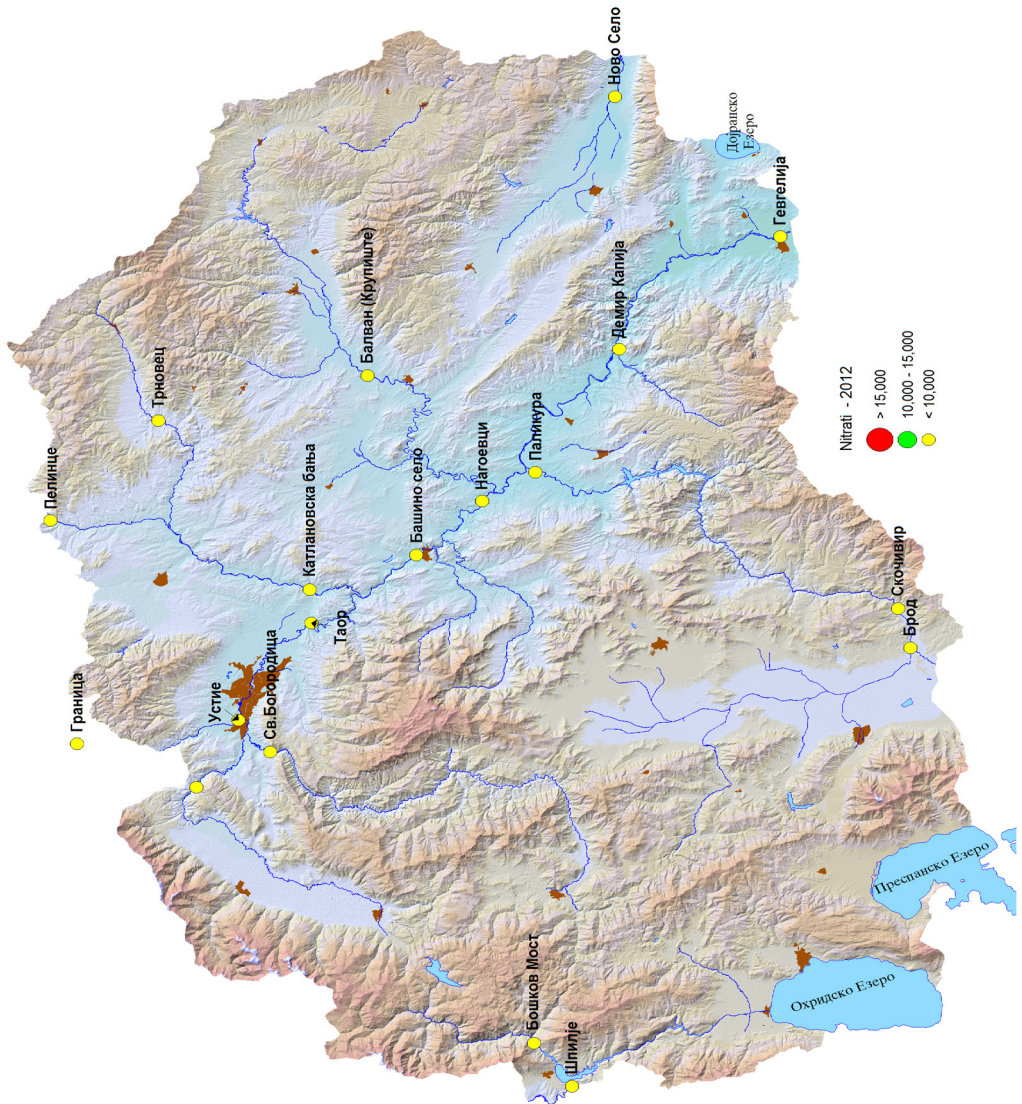 Пелинце
Граница
Трновец
Ново Село
Дојранско
Езеро
Балван (Крупиште)
Катлановска бања
Устие
Св.Богородица
Таор
Башино село
Нагоевци
Паликура
Демир Капија
Гевгелија
Nitrati - 2012
> 15,000
10,000 - 15,000
< 10,000
Скочивир
Брод
Преспанско Езеро
Охридско Езеро
Бошков Мост
Шпилје